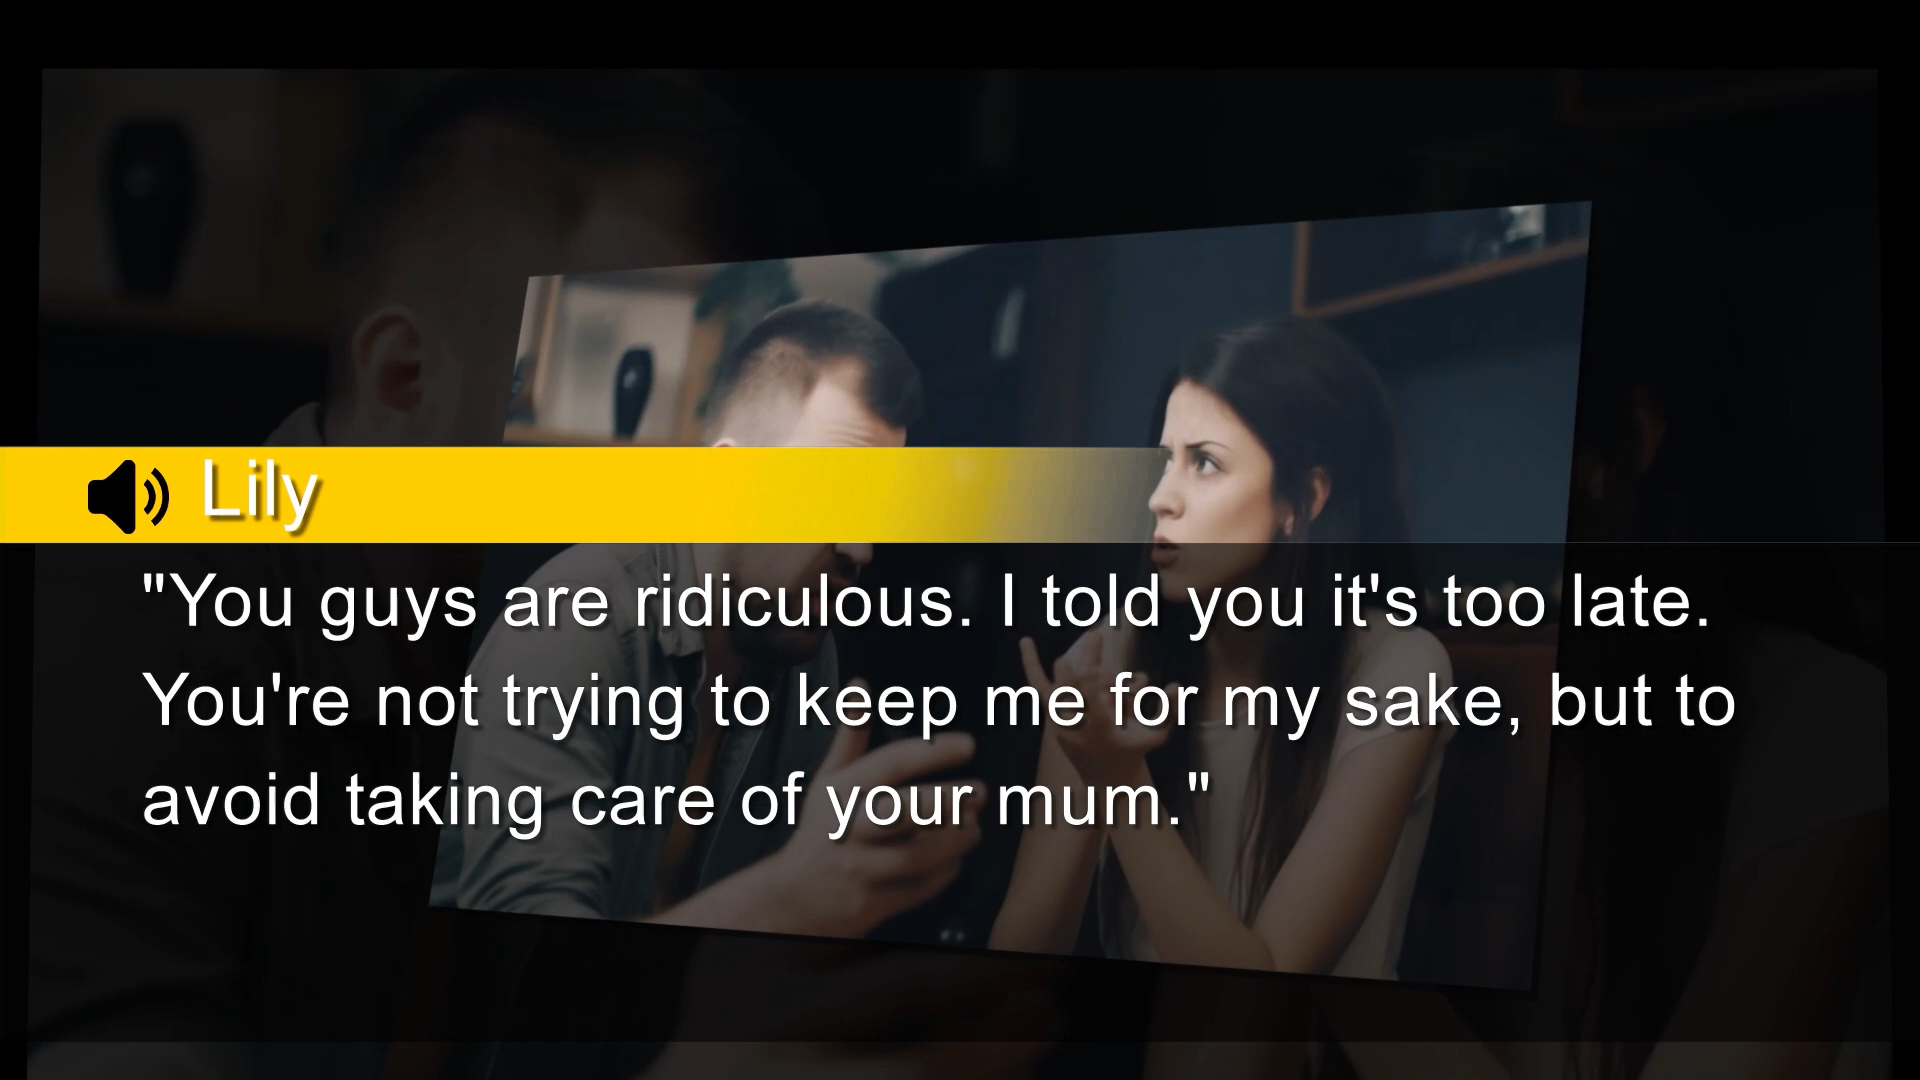 Lily
"You guys are ridiculous. I told you it's too late.
You're not trying to keep me for my sake, but to
avoid taking care of your mum."